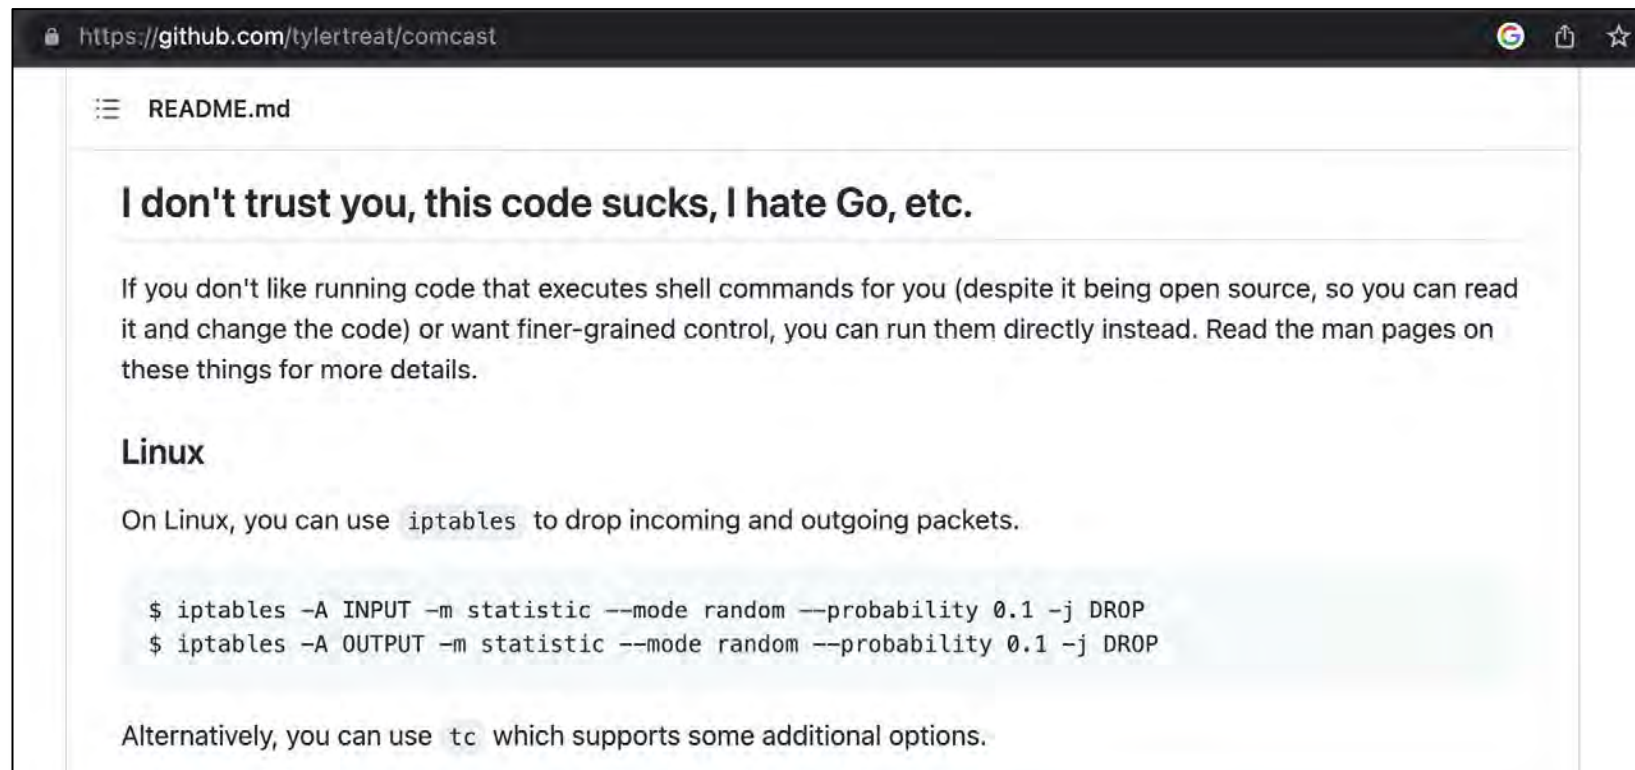 https://github.com/tylertreat/comcast
README.md
I don't trust you, this code sucks, I hate Go, etc.
If you don't like running code that executes shell commands for you (despite it being open source, so you can read
it and change the code) or want finer-grained control, you can run them directly instead. Read the man pages on
these things for more details.
Linux
On Linux, you can use iptables to drop incoming and outgoing packets.
$ iptables -A INPUT -m statistic --mode random --probability 0.1 -j DROP
$ iptables -A OUTPUT -m statistic --mode random --probability 0.1 -j DROP
Alternatively, you can use tc which supports some additional options.